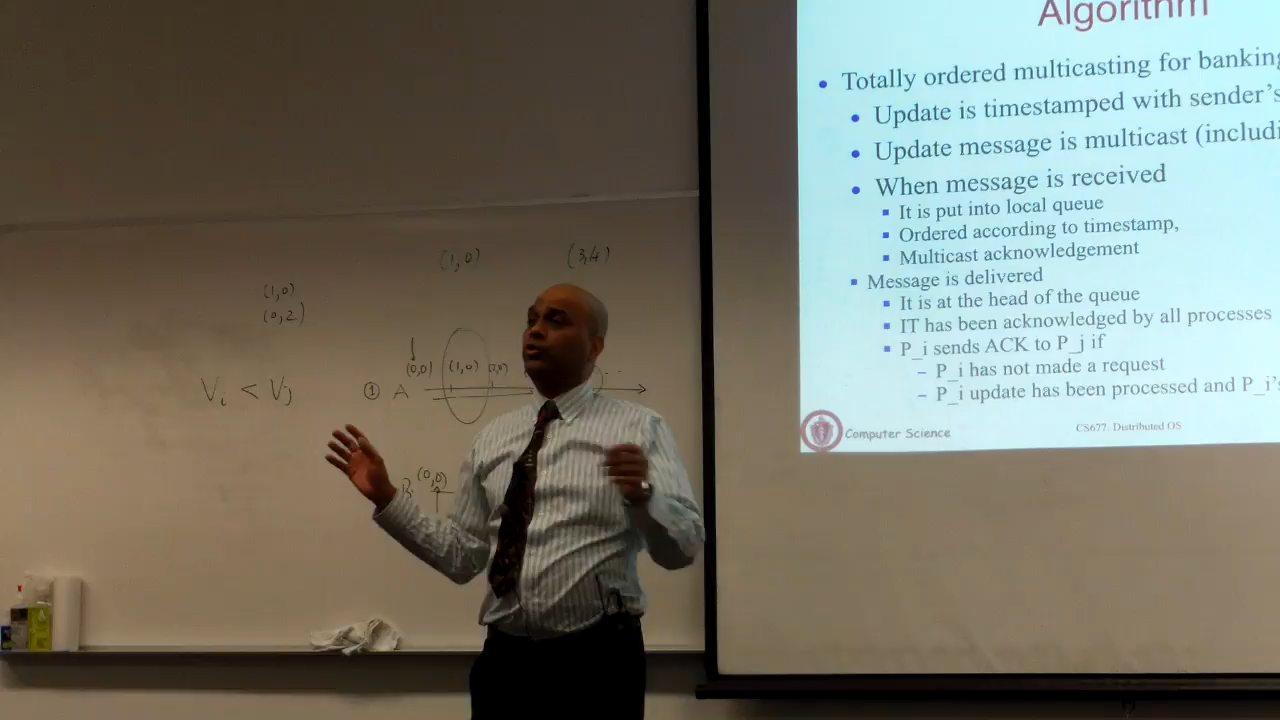 (1,0)
(3,4)
(1,0)
(0,2)
(0,0)
(1,0)
Vi < Vj
① A
(0,0)
Algorithm
• Totally ordered multicasting for banking
• Update is timestamped with sender's
• Update message is multicast (includi
• When message is received
▪ It is put into local queue
▪ Ordered according to timestamp,
▪ Multicast acknowledgement
▪ Message is delivered
▪ It is at the head of the queue
▪ IT has been acknowledged by all processes
▪ P_i sends ACK to P_j if
– P_i has not made a request
– P_i update has been processed and P_i's
Computer Science
CS677: Distributed OS